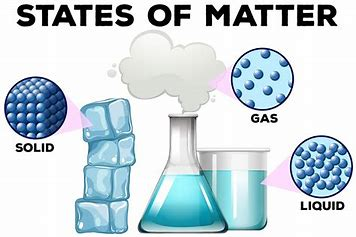 STATES OF MATTER
GAS
SOLID
LIQUID